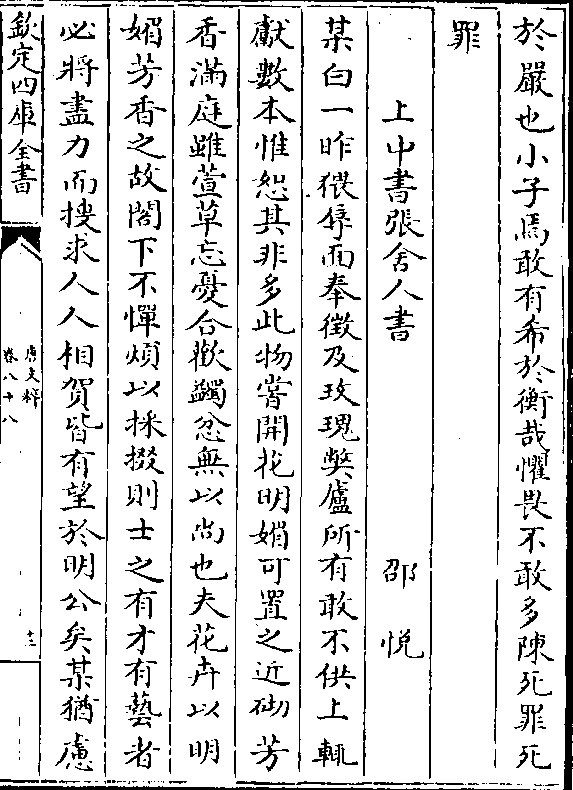 於嚴也小子焉敢有希於衡哉懼畏不敢多陳死罪死
罪
上中書張舍人書 邵悅
某白一昨猥辱面奉徵及玫瑰弊廬所有敢不供上輒
獻數本惟恕其非多此物嘗開花明媚可置之近砌芳
香滿庭雖萱草忘憂合歡蠲忿無以尚也夫花卉以明
媚芳香之故閣下不憚煩以採掇則士之有才有藝者
必將盡力而搜求人人相賀皆有望於明公矣某猶慮
欽定四庫全書
唐文粹
卷八十八
十三